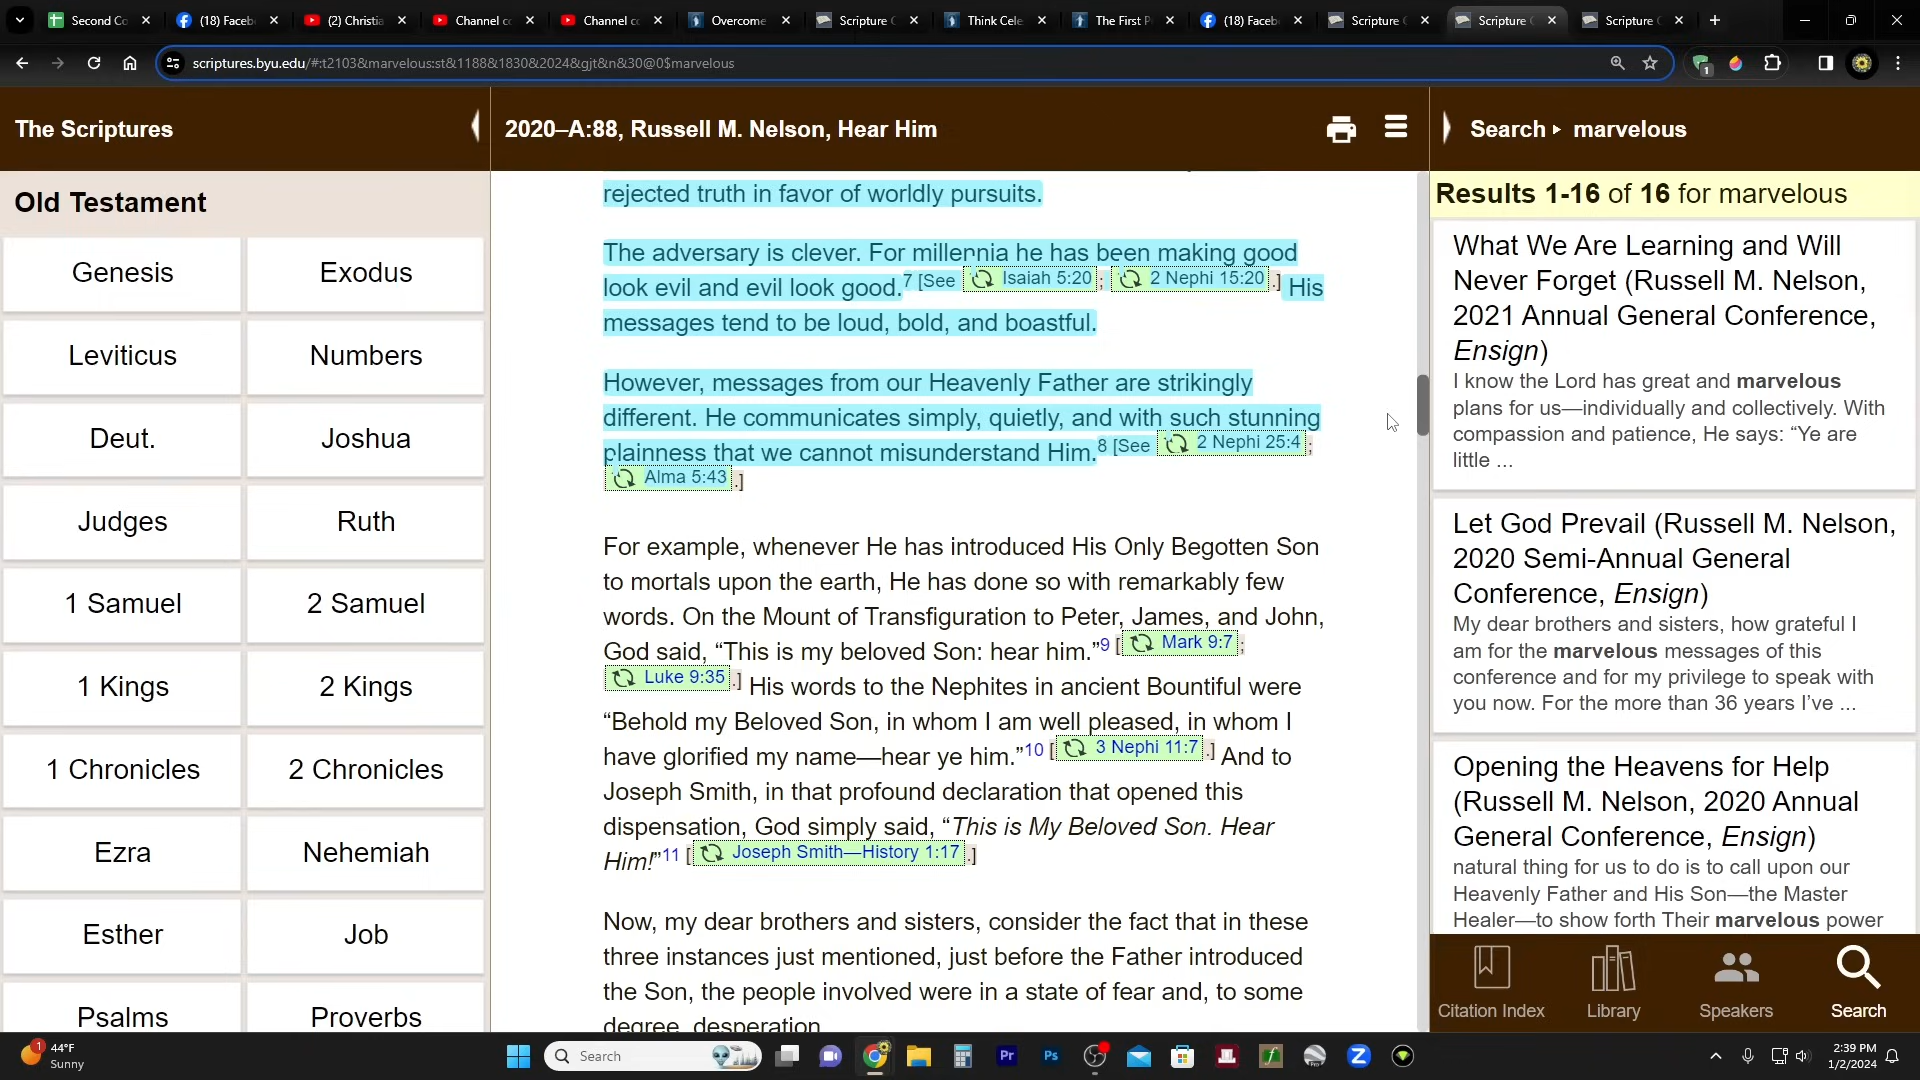 Second Co
(18) Faceb
(2) Christia
Channel co
Channel co
Overcome
Scripture C
Think Cele
The First P
(18) Faceb
Scripture C
Scripture C
Scripture C
scriptures.byu.edu/#:t2103&marvelous:st&1188&1830&2024&gjt&n&30@0$marvelous
1
The Scriptures
Old Testament
Genesis
Exodus
Leviticus
Numbers
Deut.
Joshua
Judges
Ruth
1 Samuel
2 Samuel
1 Kings
2 Kings
1 Chronicles
2 Chronicles
Ezra
Nehemiah
Esther
Job
Psalms
Proverbs
2020–A:88, Russell M. Nelson, Hear Him
rejected truth in favor of worldly pursuits.
The adversary is clever. For millennia he has been making good
look evil and evil look good.7 [See Isaiah 5:20; 2 Nephi 15:20.] His
messages tend to be loud, bold, and boastful.
However, messages from our Heavenly Father are strikingly
different. He communicates simply, quietly, and with such stunning
plainness that we cannot misunderstand Him.8 [See 2 Nephi 25:4;
Alma 5:43.]
For example, whenever He has introduced His Only Begotten Son
to mortals upon the earth, He has done so with remarkably few
words. On the Mount of Transfiguration to Peter, James, and John,
God said, “This is my beloved Son: hear him.”9 [Mark 9:7;
Luke 9:35.] His words to the Nephites in ancient Bountiful were
“Behold my Beloved Son, in whom I am well pleased, in whom I
have glorified my name—hear ye him.”10 [3 Nephi 11:7.] And to
Joseph Smith, in that profound declaration that opened this
dispensation, God simply said, “This is My Beloved Son. Hear
Him!”11 [Joseph Smith—History 1:17.]
Now, my dear brothers and sisters, consider the fact that in these
three instances just mentioned, just before the Father introduced
the Son, the people involved were in a state of fear and, to some
degree, desperation.
Search ▸ marvelous
Results 1-16 of 16 for marvelous
What We Are Learning and Will
Never Forget (Russell M. Nelson,
2021 Annual General Conference,
Ensign)
I know the Lord has great and marvelous
plans for us—individually and collectively. With
compassion and patience, He says: “Ye are
little ...
Let God Prevail (Russell M. Nelson,
2020 Semi-Annual General
Conference, Ensign)
My dear brothers and sisters, how grateful I
am for the marvelous messages of this
conference and for my privilege to speak with
you now. For the more than 36 years I’ve ...
Opening the Heavens for Help
(Russell M. Nelson, 2020 Annual
General Conference, Ensign)
natural thing for us to do is to call upon our
Heavenly Father and His Son—the Master
Healer—to show forth Their marvelous power
Citation Index
Library
Speakers
Search
1
44°F
Sunny
Search
Pr
Ps
2:39 PM
1/2/2024